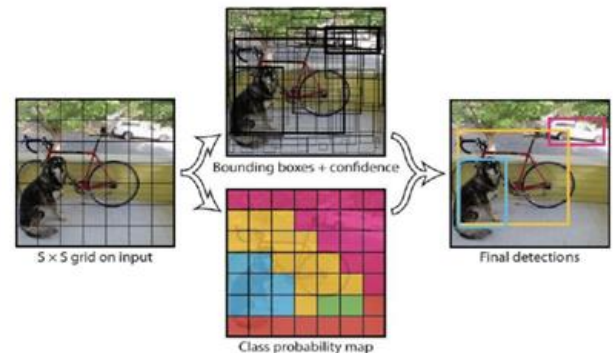 Bounding boxes + confidence
S × S grid on input
Final detections
Class probability map